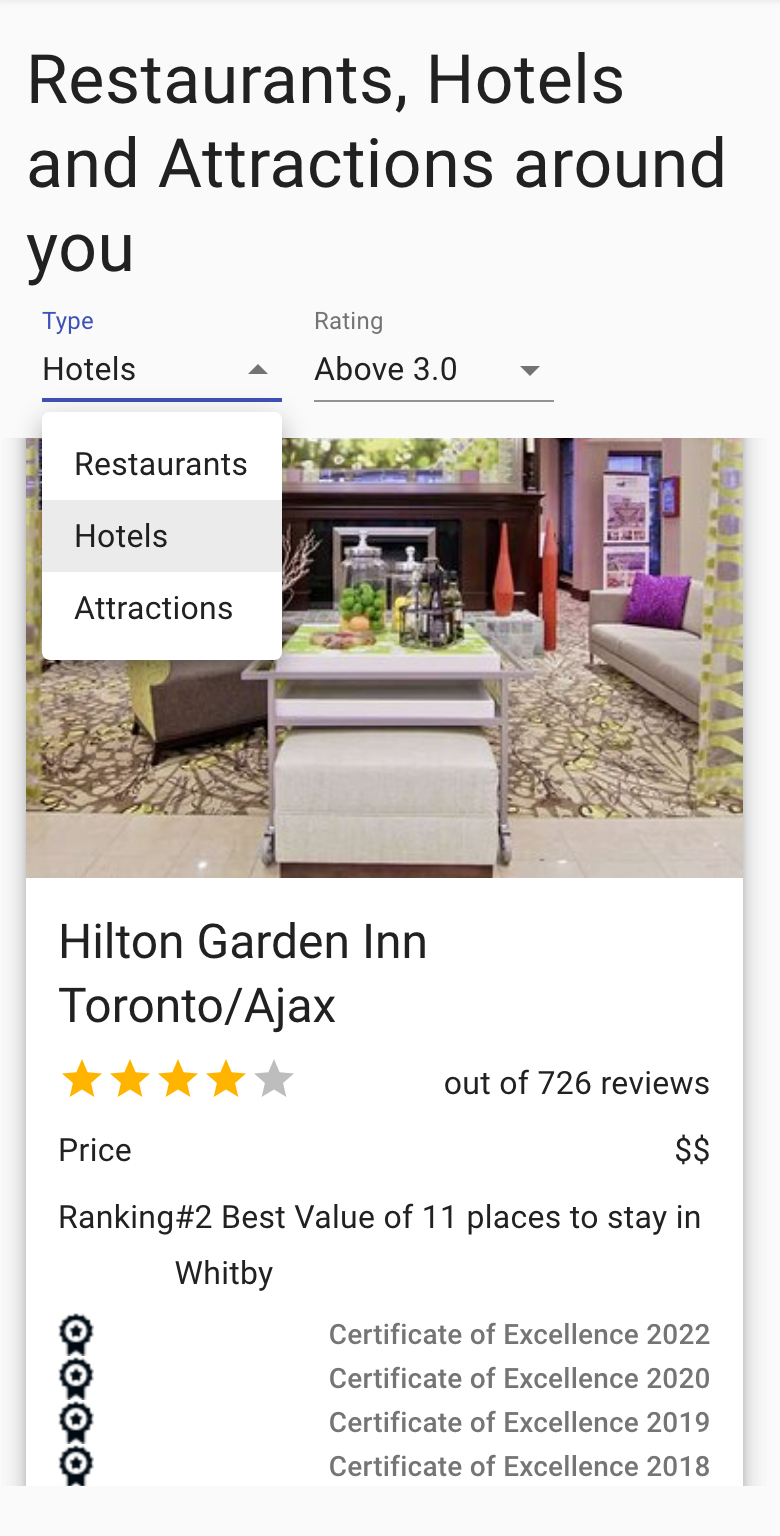 Restaurants, Hotels
and Attractions around
you
Type
Rating
Hotels
Above 3.0
Restaurants
Hotels
Attractions
Hilton Garden Inn
Toronto/Ajax
out of 726 reviews
Price
$$
Ranking#2 Best Value of 11 places to stay in
Whitby
Certificate of Excellence 2022
Certificate of Excellence 2020
Certificate of Excellence 2019
Certificate of Excellence 2018